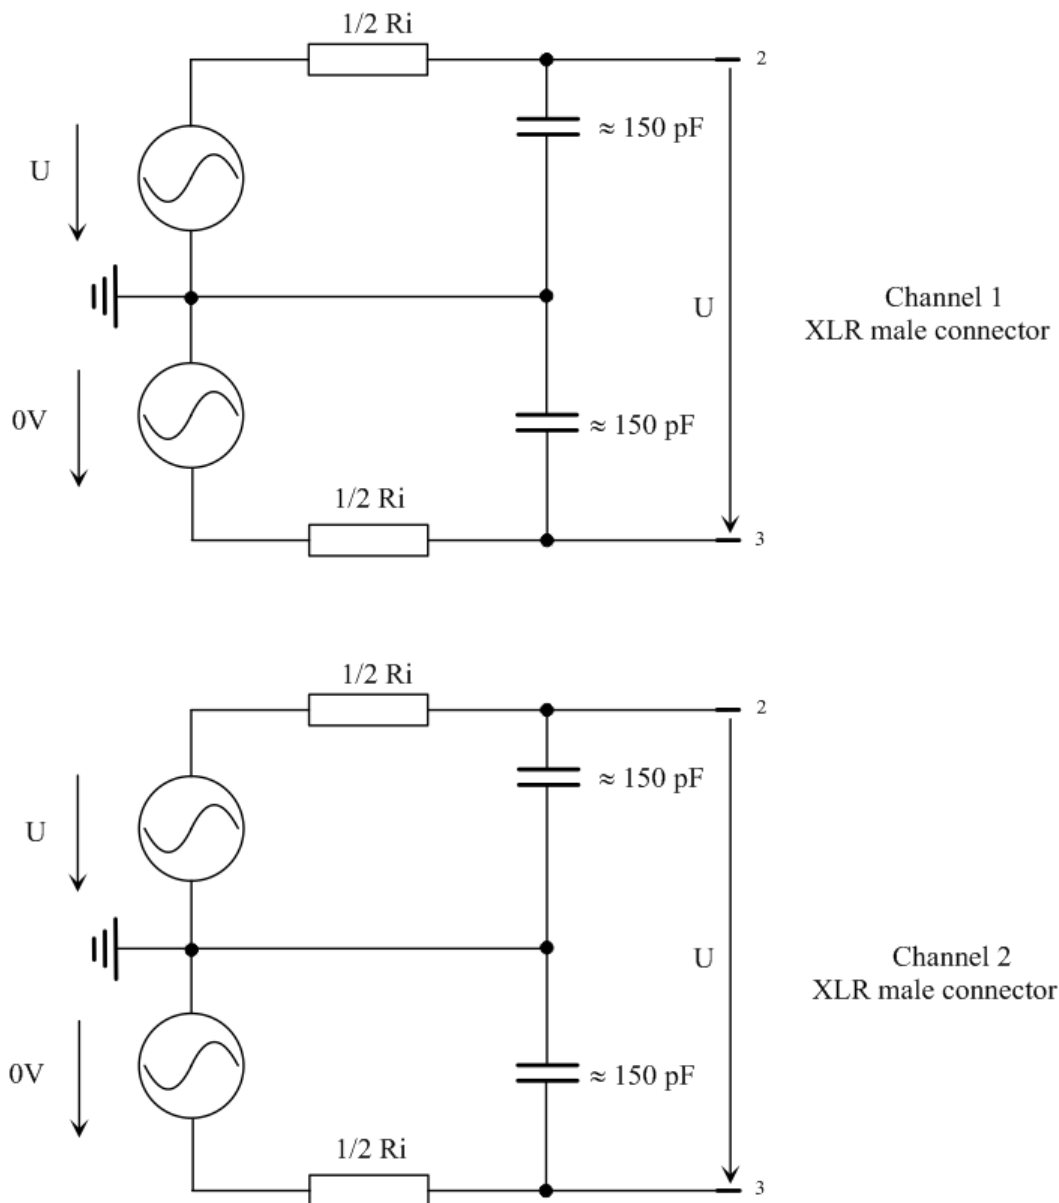 1/2 Ri
2
≈ 150 pF
U
U
Channel 1
XLR male connector
0V
≈ 150 pF
1/2 Ri
3
1/2 Ri
2
≈ 150 pF
U
U
Channel 2
XLR male connector
0V
≈ 150 pF
1/2 Ri
3